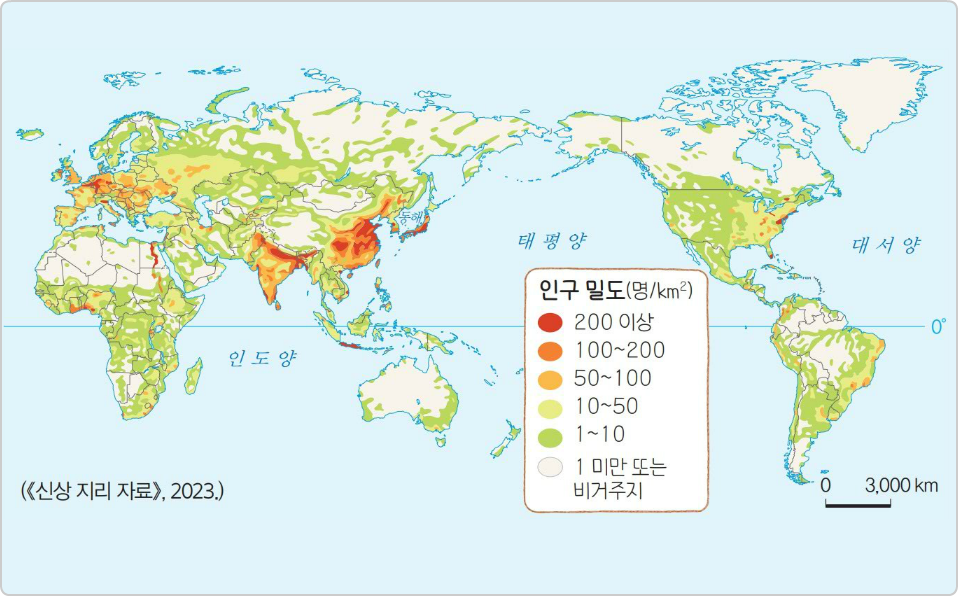 동해
태 평 양
대 서 양
인구 밀도(명/km²)
200 이상
100~200
50~100
10~50
1~10
1 미만 또는
비거주지
0°
인 도 양
(《신상 지리 자료》, 2023.)
0 3,000 km